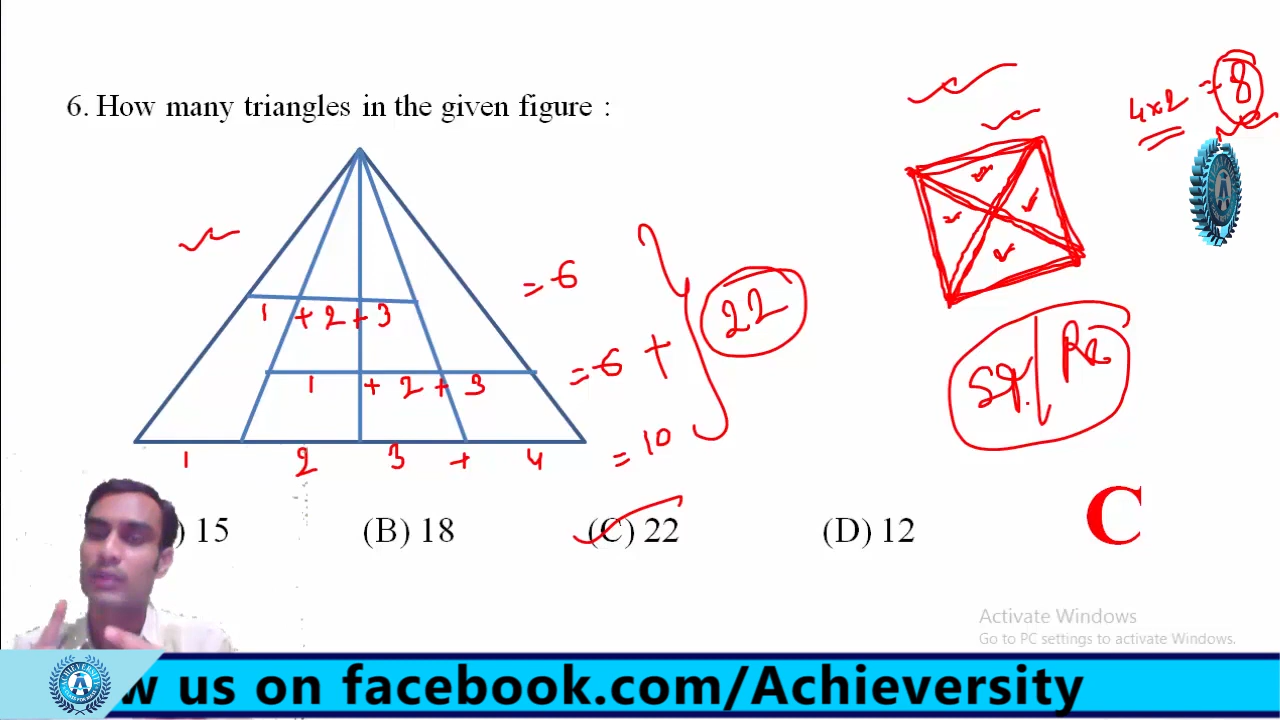 6. How many triangles in the given figure :
4×2 = 8
1 + 2 + 3 = 6
1 + 2 + 3 = 6
+
22
1 2 3 + 4 = 10
) 15 (B) 18 (C) 22 (D) 12
C
Activate Windows
Go to PC settings to activate Windows.
w us on facebook.com/Achieversity